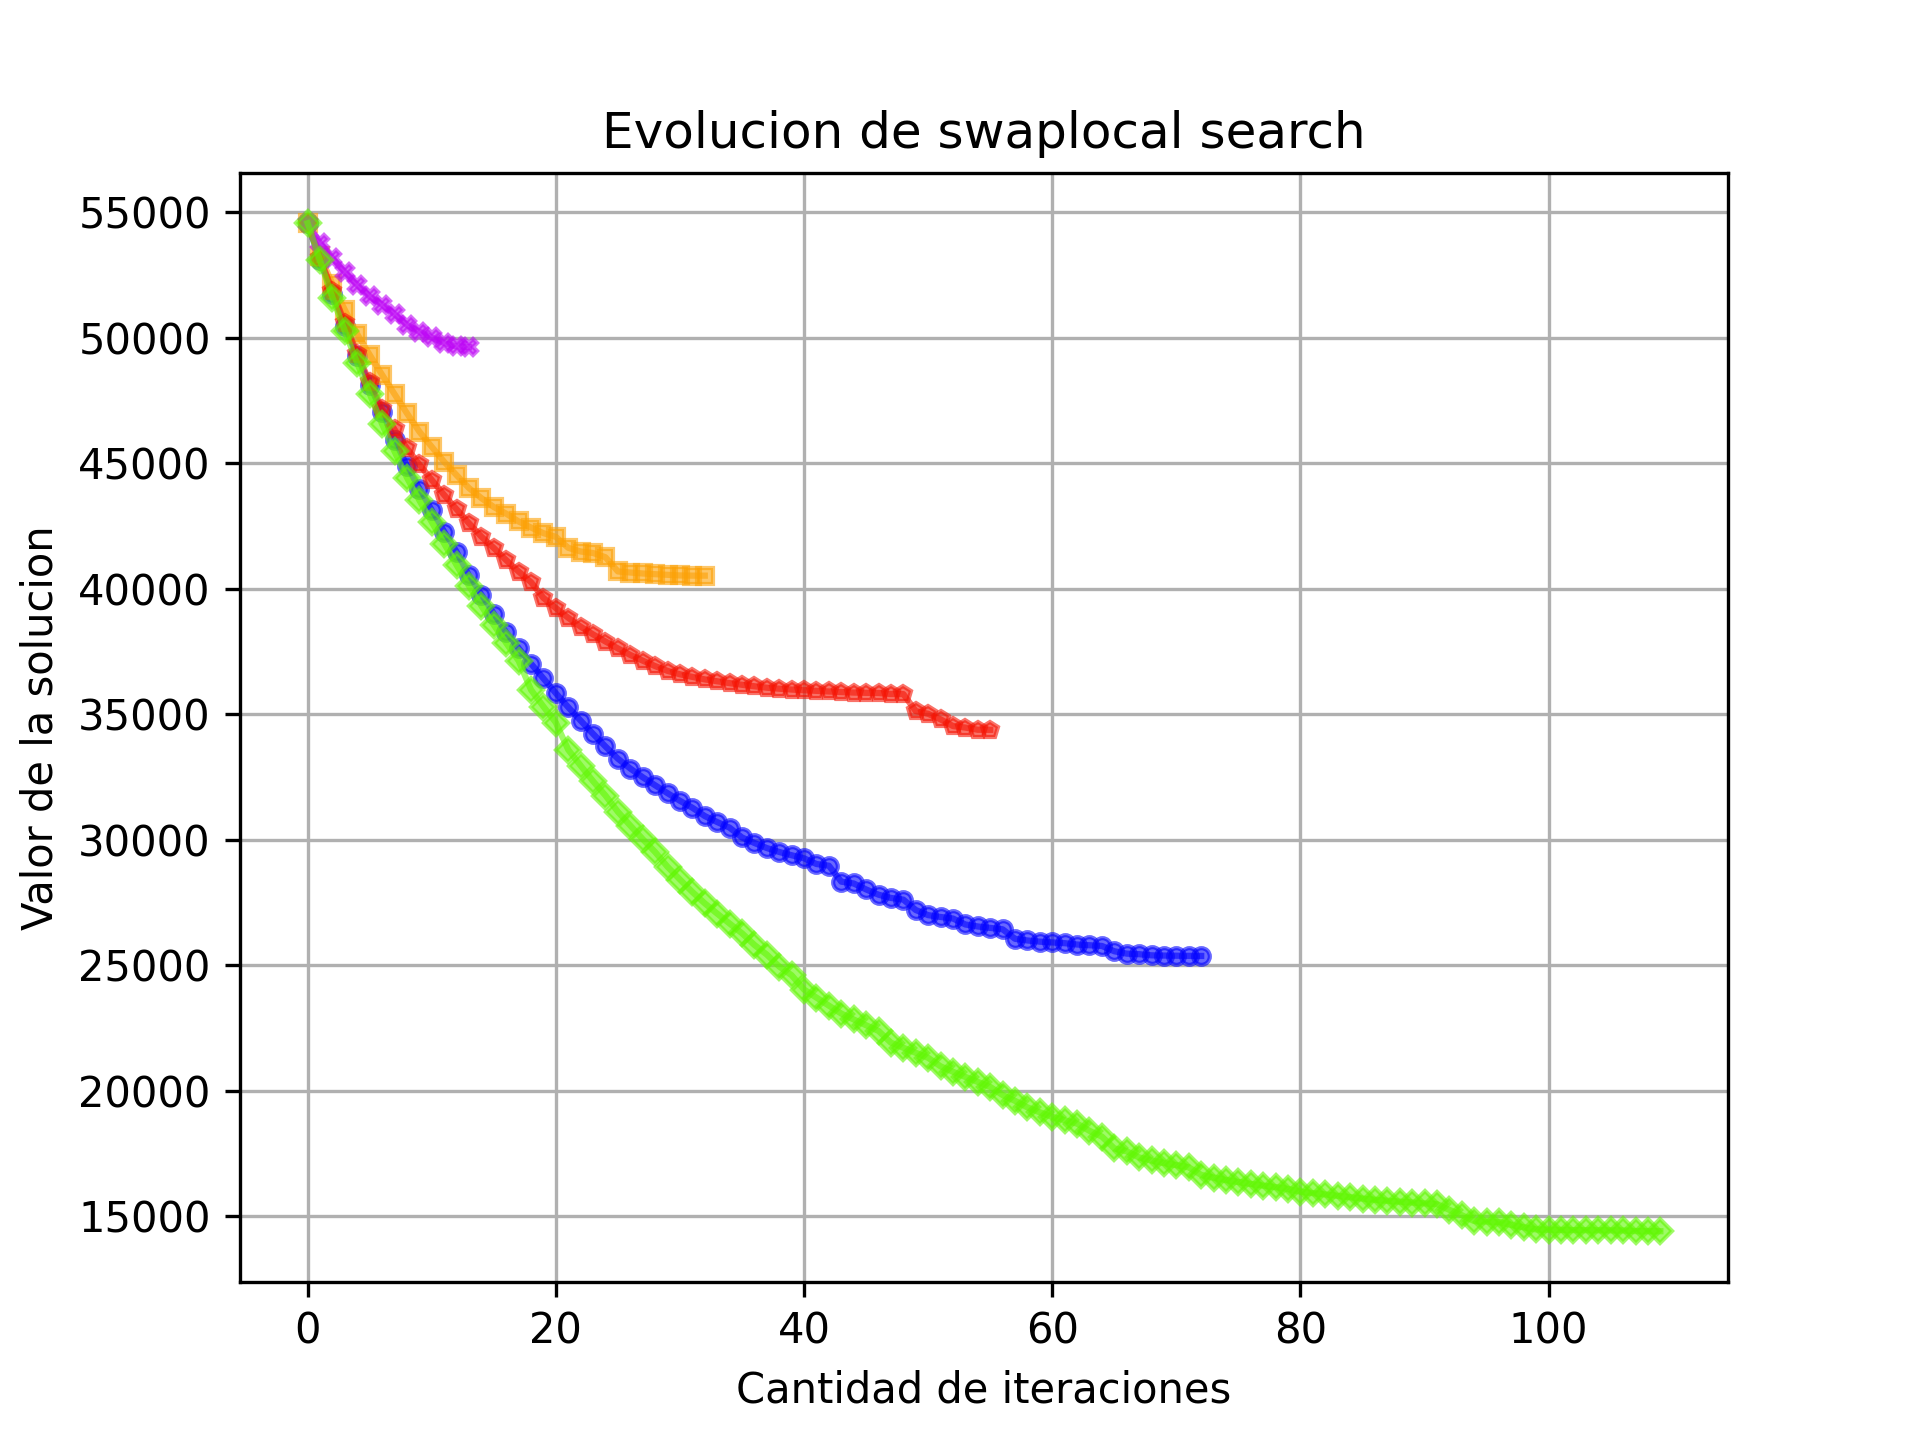 Evolucion de swaplocal search
Valor de la solucion
55000
50000
45000
40000
35000
30000
25000
20000
15000
0 20 40 60 80 100
Cantidad de iteraciones